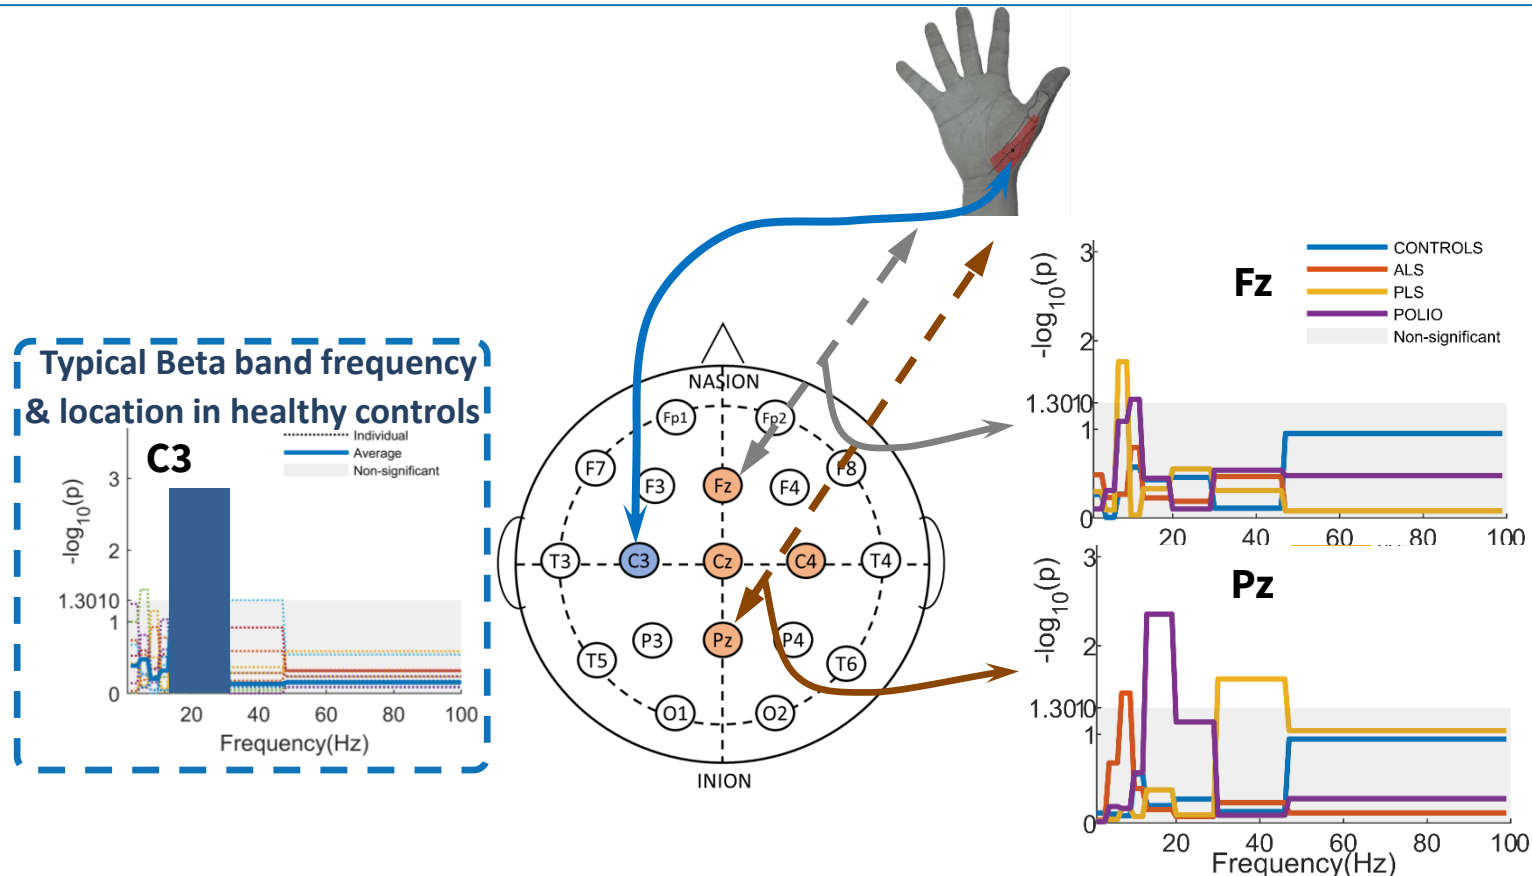 Typical Beta band frequency
& location in healthy controls
C3
Individual
Average
Non-significant
-log10(p)
3
2
1.3010
1
0
20 40 60 80 100
Frequency(Hz)
NASION
Fp1 Fp2
F7 F3 Fz F4 F8
T3 C3 Cz C4 T4
T5 P3 Pz P4 T6
O1 O2
INION
Fz
CONTROLS
ALS
PLS
POLIO
Non-significant
-log10(p)
3
2
1.3010
1
0
20 40 60 80 100
Pz
-log10(p)
3
2
1.3010
1
0
20 40 60 80 100
Frequency(Hz)